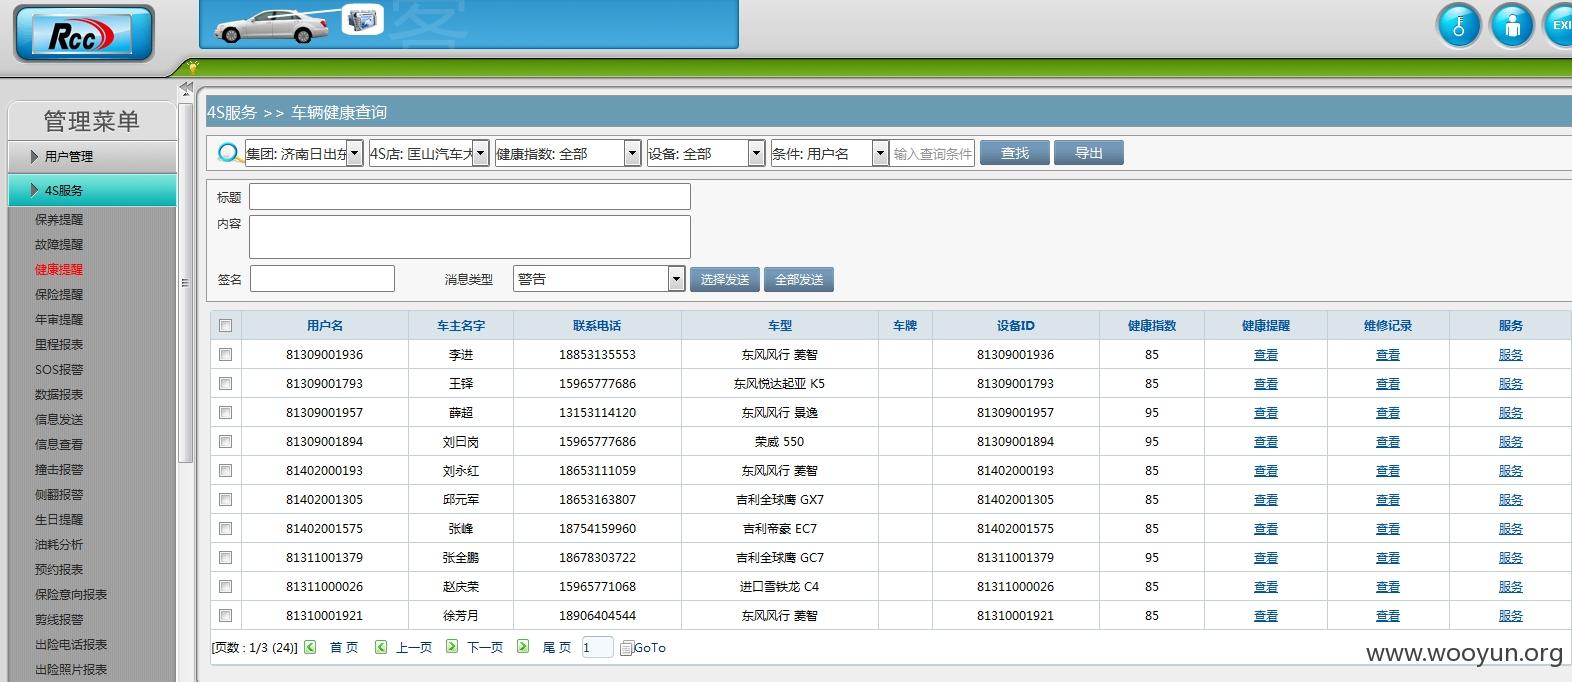 Rcc
客
EXI
管理菜单
用户管理
4S服务
保养提醒
故障提醒
健康提醒
保险提醒
年审提醒
里程报表
SOS报警
数据报表
信息发送
信息查看
撞击报警
侧翻报警
生日提醒
油耗分析
预约报表
保险意向报表
剪线报警
出险电话报表
出险照片报表
4S服务 >> 车辆健康查询
集团: 济南日出东 4S店: 匡山汽车大 健康指数: 全部 设备: 全部 条件: 用户名 输入查询条件 查找 导出
标题
内容
签名 消息类型 警告 选择发送 全部发送
用户名 车主名字 联系电话 车型 车牌 设备ID 健康指数 健康提醒 维修记录 服务
81309001936 李进 18853135553 东风风行 菱智 81309001936 85 查看 查看 服务
81309001793 王铎 15965777686 东风悦达起亚 K5 81309001793 85 查看 查看 服务
81309001957 薛超 13153114120 东风风行 景逸 81309001957 95 查看 查看 服务
81309001894 刘日岗 15965777686 荣威 550 81309001894 95 查看 查看 服务
81402000193 刘永红 18653111059 东风风行 菱智 81402000193 85 查看 查看 服务
81402001305 邱元军 18653163807 吉利全球鹰 GX7 81402001305 85 查看 查看 服务
81402001575 张峰 18754159960 吉利帝豪 EC7 81402001575 85 查看 查看 服务
81311001379 张全鹏 18678303722 吉利全球鹰 GC7 81311001379 95 查看 查看 服务
81311000026 赵庆荣 15965771068 进口雪铁龙 C4 81311000026 85 查看 查看 服务
81310001921 徐芳月 18906404544 东风风行 菱智 81310001921 85 查看 查看 服务
[页数 : 1/3 (24)] 首 页 上一页 下一页 尾 页 1 GoTo
www.wooyun.org